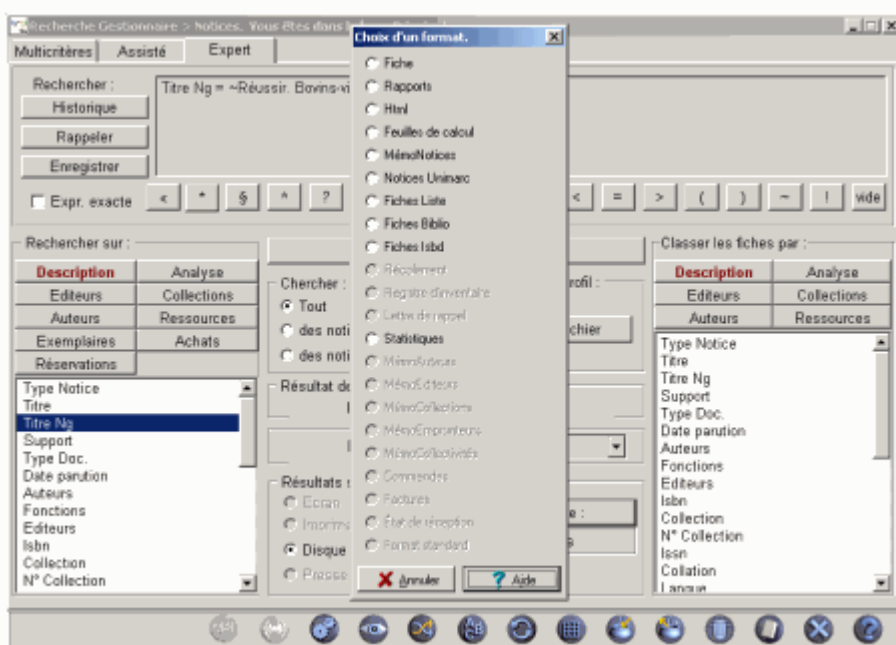 Recherche Gestionnaire > Notices. Vous êtes dans
Multicritères
Assisté
Expert
Rechercher :
Historique
Rappeler
Enregistrer
Titre Ng = ~Réussir. Bovins-vi
Expr. exacte
« * § ^ ? < = > ( ) ~ ! vide
Rechercher sur :
Description
Analyse
Editeurs
Collections
Auteurs
Ressources
Exemplaires
Achats
Réservations
Type Notice
Titre
Titre Ng
Support
Type Doc.
Date parution
Auteurs
Fonctions
Editeurs
Isbn
Collection
N° Collection
Chercher :
Tout
des noti
des noti
rofil :
chier
Résultat de
Résultats s
Ecran
Imprima
Disque
Presse
e :
s
Choix d'un format.
Fiche
Rapports
Html
Feuilles de calcul
MémoNotices
Notices Unimarc
Fiches Liste
Fiches Biblio
Fiches Isbd
Récolement
Registre d'inventaire
Lettre de rappel
Statistiques
MémoAuteurs
MémoEditeurs
MémoCollections
MémoEmprunteurs
MémoCollectivités
Commandes
Factures
État de réception
Format standard
Annuler
Aide
Classer les fiches par :
Description
Analyse
Editeurs
Collections
Auteurs
Ressources
Type Notice
Titre
Titre Ng
Support
Type Doc.
Date parution
Auteurs
Fonctions
Editeurs
Isbn
Collection
N° Collection
Issn
Collation
Langue